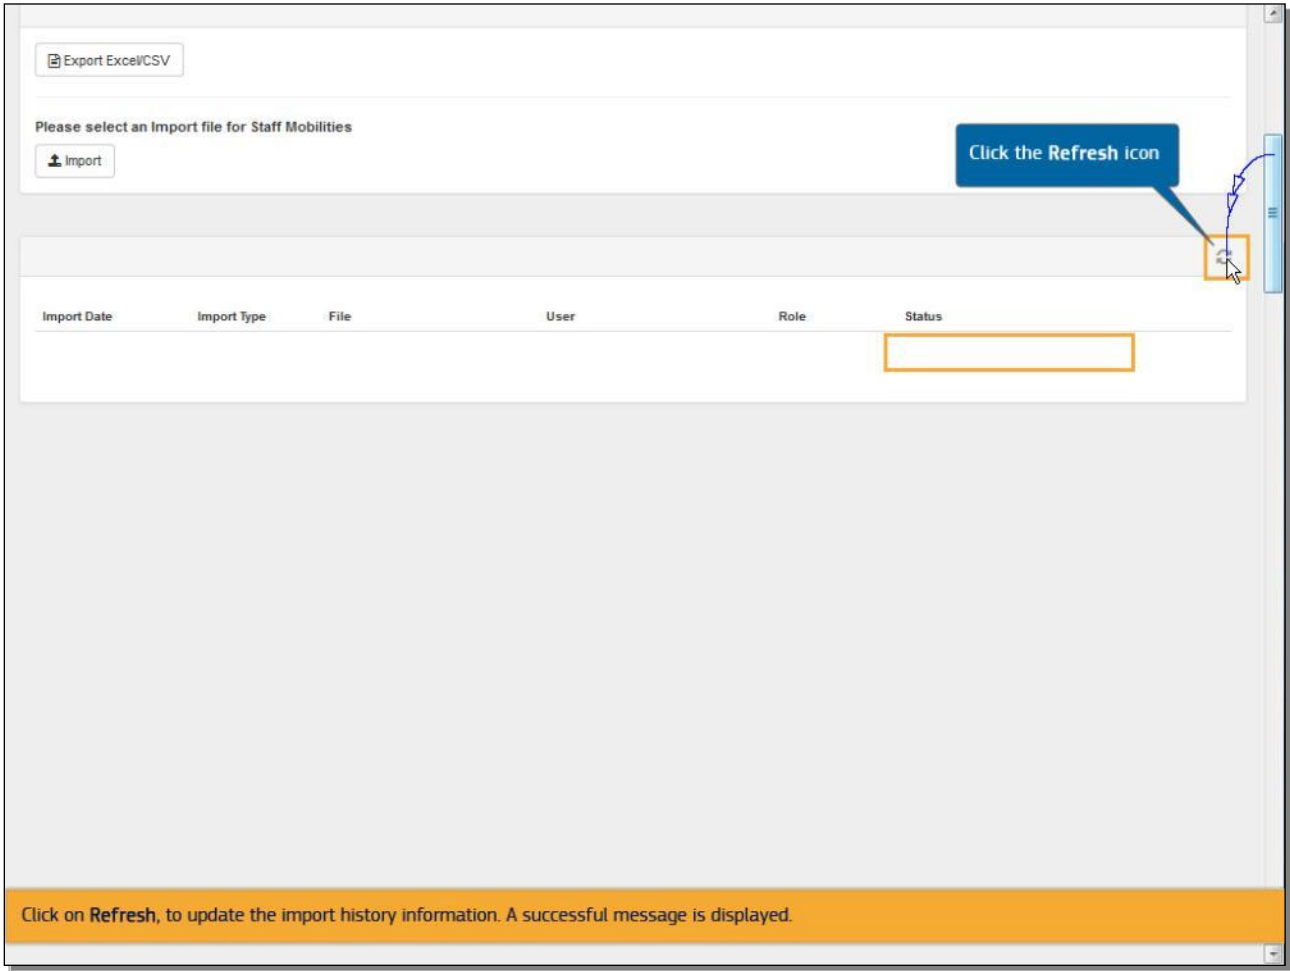 Export Excel/CSV
Please select an Import file for Staff Mobilities
Import
Click the Refresh icon
Import Date Import Type File User Role Status
Click on Refresh, to update the import history information. A successful message is displayed.